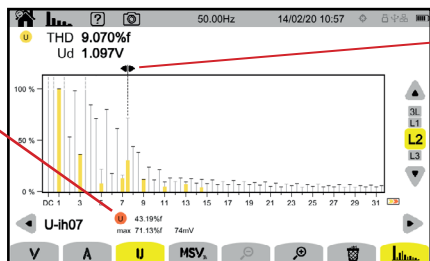 ? 50.00Hz 14/02/20 10:57
U THD 9.070%f
Ud 1.097V
100 %
50 %
0 %
DC 1 3 5 7 9 11 13 15 17 19 21 23 25 27 29 31
3L
L1
L2
L3
U-ih07 U 43.19%f
max 71.13%f 74mV
V A U MSV